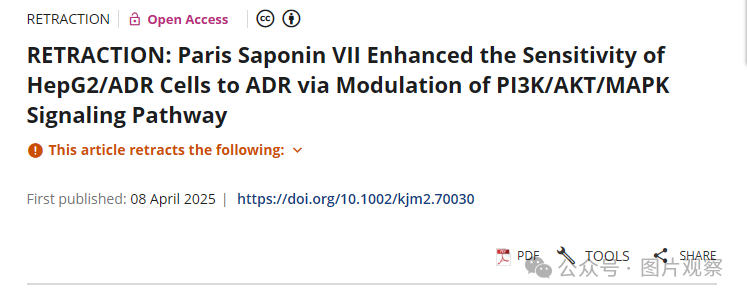 RETRACTION Open Access
RETRACTION: Paris Saponin VII Enhanced the Sensitivity of
HepG2/ADR Cells to ADR via Modulation of PI3K/AKT/MAPK
Signaling Pathway
This article retracts the following:
First published: 08 April 2025 | https://doi.org/10.1002/kjm2.70030
PDF TOOLS SHARE
公众号 · 图片观察